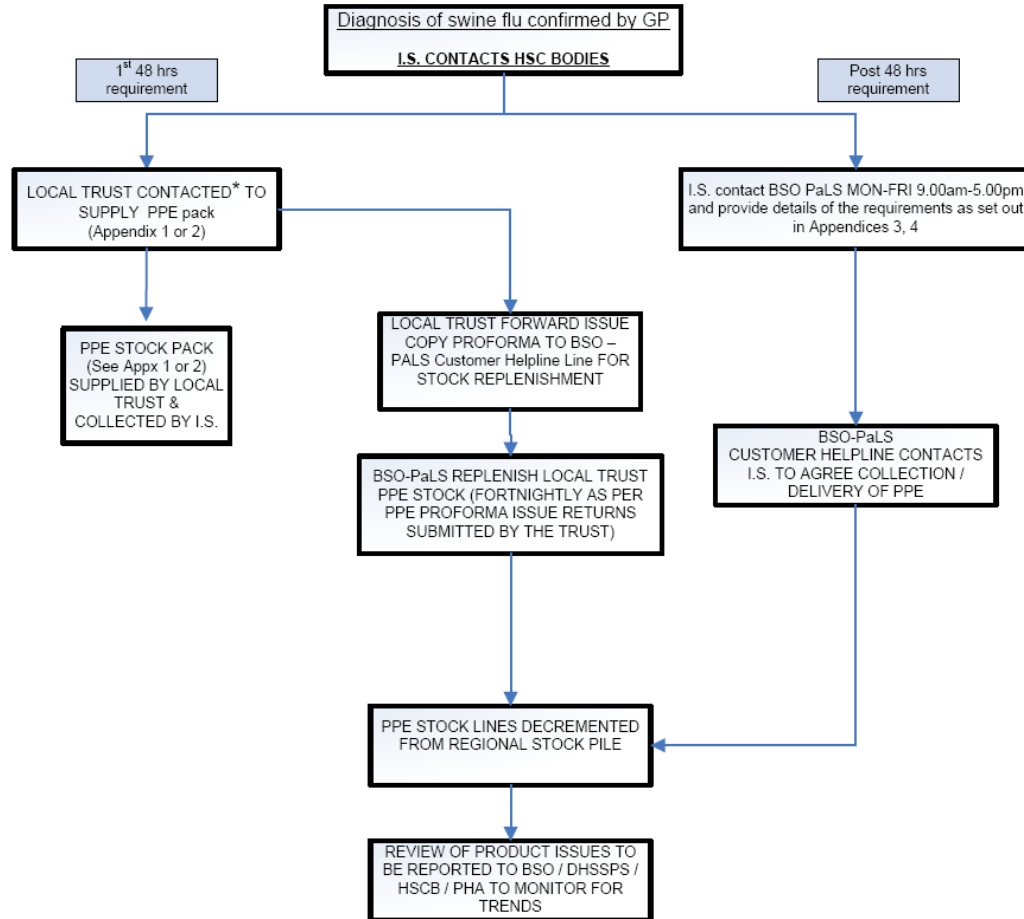 Diagnosis of swine flu confirmed by GP
I.S. CONTACTS HSC BODIES
1st 48 hrs
requirement
Post 48 hrs
requirement
LOCAL TRUST CONTACTED* TO
SUPPLY PPE pack
(Appendix 1 or 2)
I.S. contact BSO PaLS MON-FRI 9.00am-5.00pm
and provide details of the requirements as set out
in Appendices 3, 4
PPE STOCK PACK
(See Appx 1 or 2)
SUPPLIED BY LOCAL
TRUST &
COLLECTED BY I.S.
LOCAL TRUST FORWARD ISSUE
COPY PROFORMA TO BSO –
PALS Customer Helpline Line FOR
STOCK REPLENISHMENT
BSO-PaLS
CUSTOMER HELPLINE CONTACTS
I.S. TO AGREE COLLECTION /
DELIVERY OF PPE
BSO-PaLS REPLENISH LOCAL TRUST
PPE STOCK (FORTNIGHTLY AS PER
PPE PROFORMA ISSUE RETURNS
SUBMITTED BY THE TRUST)
PPE STOCK LINES DECREMENTED
FROM REGIONAL STOCK PILE
REVIEW OF PRODUCT ISSUES TO
BE REPORTED TO BSO / DHSSPS /
HSCB / PHA TO MONITOR FOR
TRENDS